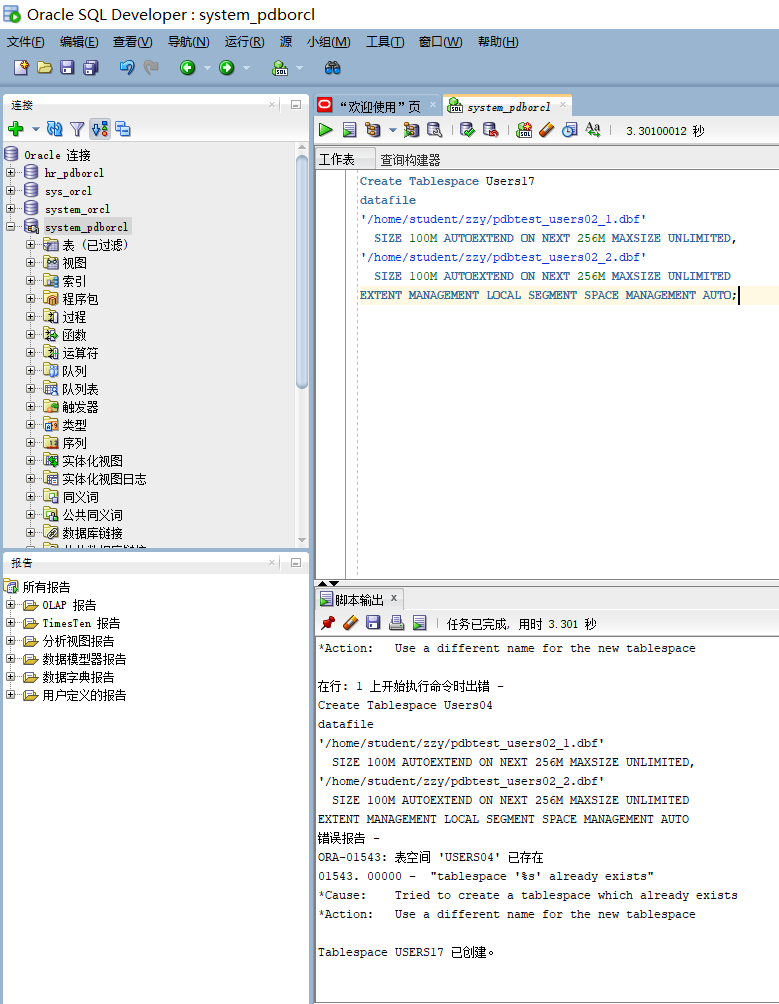 Oracle SQL Developer : system_pdborcl
文件(F) 编辑(E) 查看(V) 导航(N) 运行(R) 源 小组(M) 工具(T) 窗口(W) 帮助(H)
连接
Oracle 连接
hr_pdborcl
sys_orcl
system_orcl
system_pdborcl
表 (已过滤)
视图
索引
程序包
过程
函数
运算符
队列
队列表
触发器
类型
序列
实体化视图
实体化视图日志
同义词
公共同义词
数据库链接
报告
所有报告
OLAP 报告
TimesTen 报告
分析视图报告
数据模型器报告
数据字典报告
用户定义的报告
“欢迎使用”页
system_pdborcl
3.30100012 秒
工作表 查询构建器
Create Tablespace Users17
datafile
'/home/student/zzy/pdbtest_users02_1.dbf'
SIZE 100M AUTOEXTEND ON NEXT 256M MAXSIZE UNLIMITED,
'/home/student/zzy/pdbtest_users02_2.dbf'
SIZE 100M AUTOEXTEND ON NEXT 256M MAXSIZE UNLIMITED
EXTENT MANAGEMENT LOCAL SEGMENT SPACE MANAGEMENT AUTO;
脚本输出 x
任务已完成, 用时 3.301 秒
*Action: Use a different name for the new tablespace
在行: 1 上开始执行命令时出错 -
Create Tablespace Users04
datafile
'/home/student/zzy/pdbtest_users02_1.dbf'
SIZE 100M AUTOEXTEND ON NEXT 256M MAXSIZE UNLIMITED,
'/home/student/zzy/pdbtest_users02_2.dbf'
SIZE 100M AUTOEXTEND ON NEXT 256M MAXSIZE UNLIMITED
EXTENT MANAGEMENT LOCAL SEGMENT SPACE MANAGEMENT AUTO
错误报告 -
ORA-01543: 表空间 'USERS04' 已存在
01543. 00000 - "tablespace '%s' already exists"
*Cause: Tried to create a tablespace which already exists
*Action: Use a different name for the new tablespace
Tablespace USERS17 已创建。